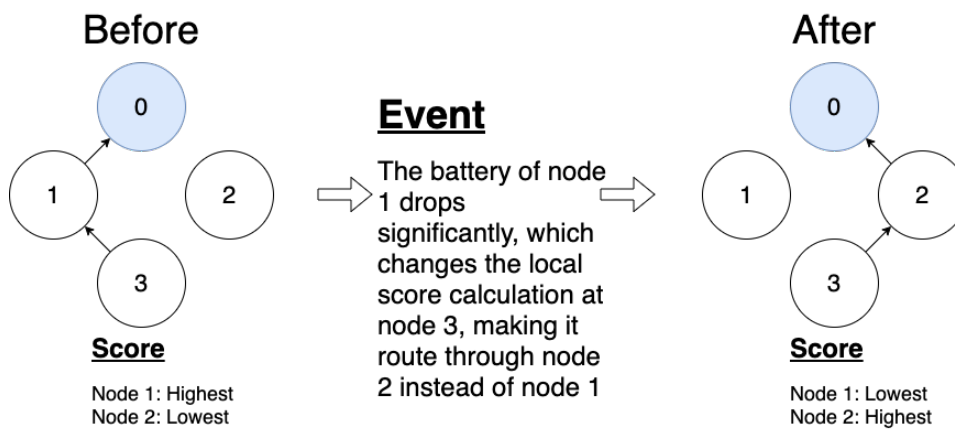 Before
0
1
2
3
Score
Node 1: Highest
Node 2: Lowest
Event
The battery of node
1 drops
significantly, which
changes the local
score calculation at
node 3, making it
route through node
2 instead of node 1
After
0
1
2
3
Score
Node 1: Lowest
Node 2: Highest